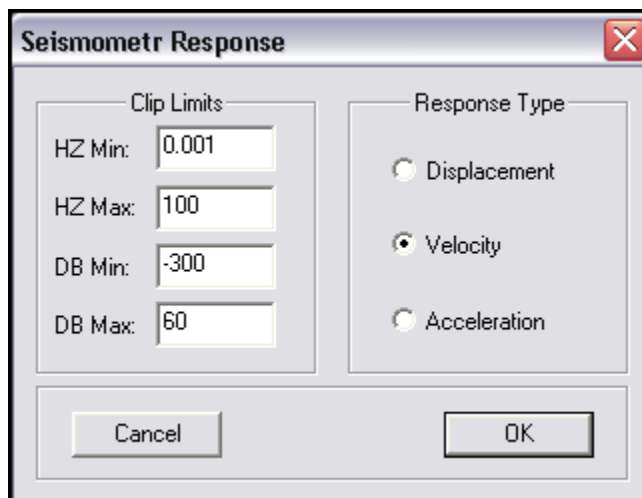 Seismometr Response
Clip Limits
HZ Min: 0.001
HZ Max: 100
DB Min: -300
DB Max: 60
Response Type
Displacement
Velocity
Acceleration
Cancel
OK